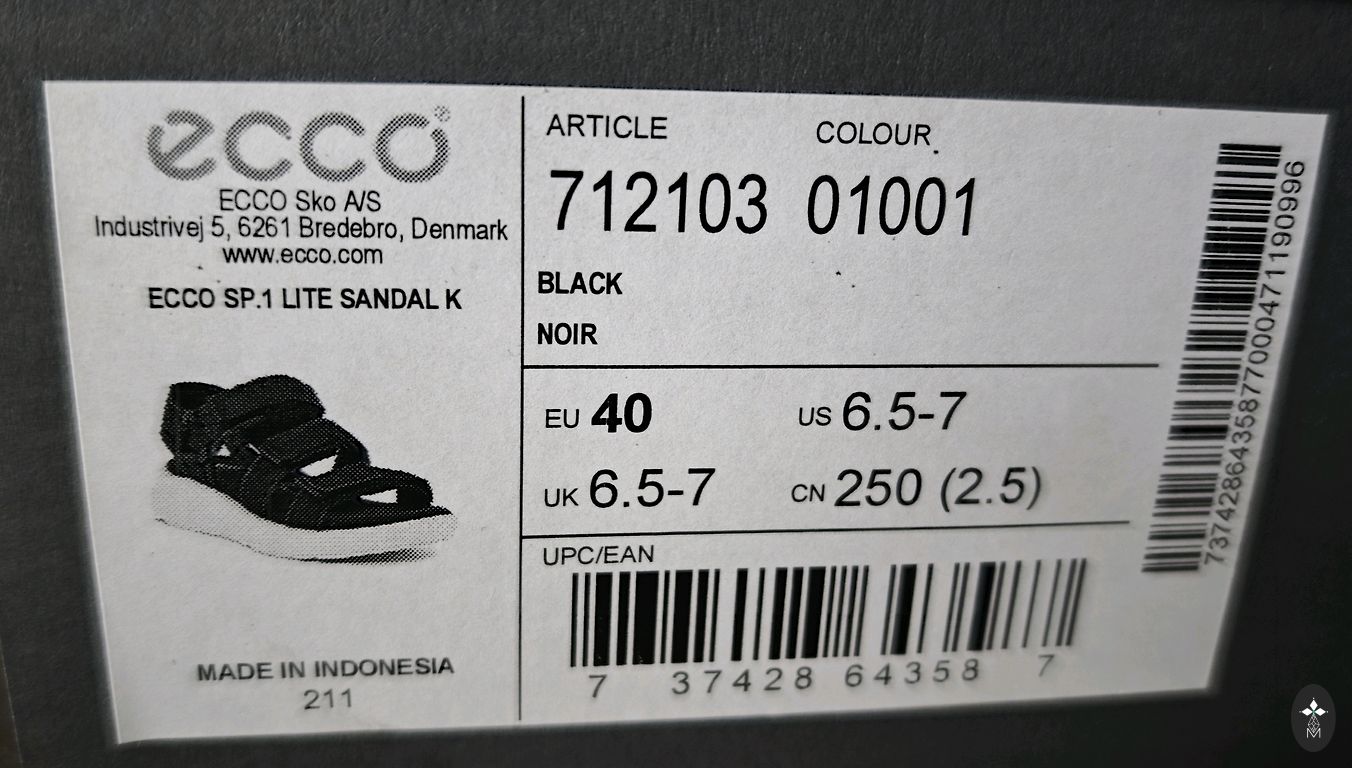 ecco®
ECCO Sko A/S
Industrivej 5, 6261 Bredebro, Denmark
www.ecco.com
ECCO SP.1 LITE SANDAL K
MADE IN INDONESIA
211
ARTICLE COLOUR
712103 01001
BLACK
NOIR
EU 40 US 6.5-7
UK 6.5-7 CN 250 (2.5)
UPC/EAN
7 37428 64358 7
737428643587700047119099​6
M